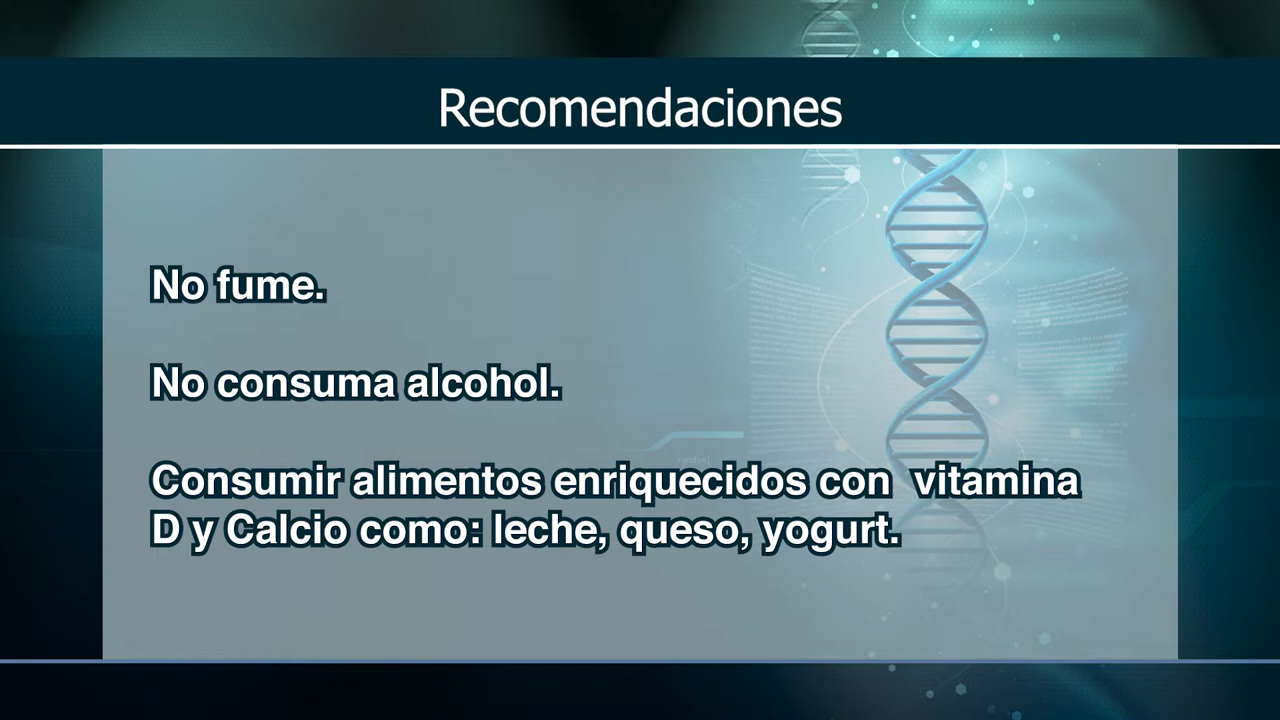 Recomendaciones
No fume.
No consuma alcohol.
Consumir alimentos enriquecidos con  vitamina
D y Calcio como: leche, queso, yogurt.